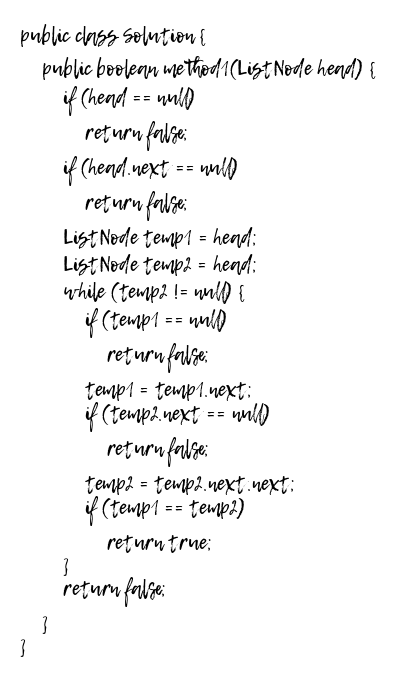 public class Solution {
public boolean method1(ListNode head) {
if (head == null)
return false;
if (head.next == null)
return false;
ListNode temp1 = head;
ListNode temp2 = head;
while (temp2 != null) {
if (temp1 == null)
return false;
temp1 = temp1.next;
if (temp2.next == null)
return false;
temp2 = temp2.next.next;
if (temp1 == temp2)
return true;
}
return false;
}
}